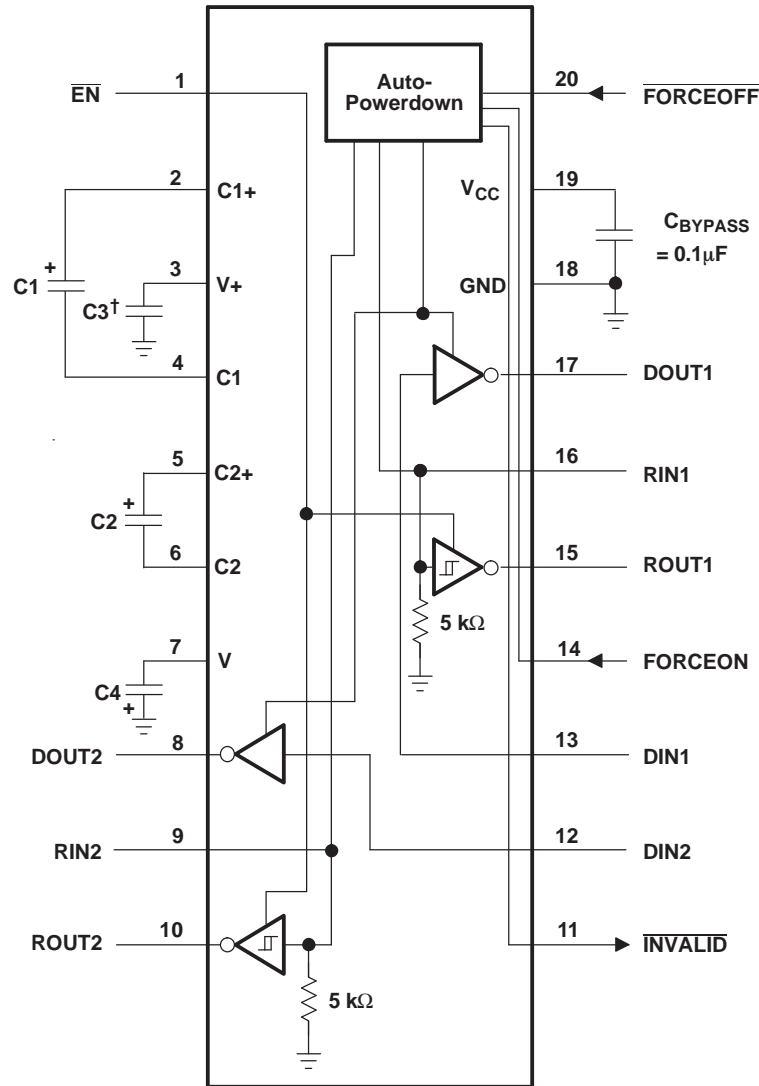 Auto-
Powerdown
1
EN
20
FORCEOFF
2
C1+
VCC
19
CBYPASS
= 0.1μF
+
C1
3
V+
C3†
GND
18
4
C1
17
DOUT1
5
C2+
16
RIN1
+
C2
6
C2
15
ROUT1
5 kΩ
7
V
C4
+
14
FORCEON
8
DOUT2
13
DIN1
9
RIN2
12
DIN2
10
ROUT2
11
INVALID
5 kΩ